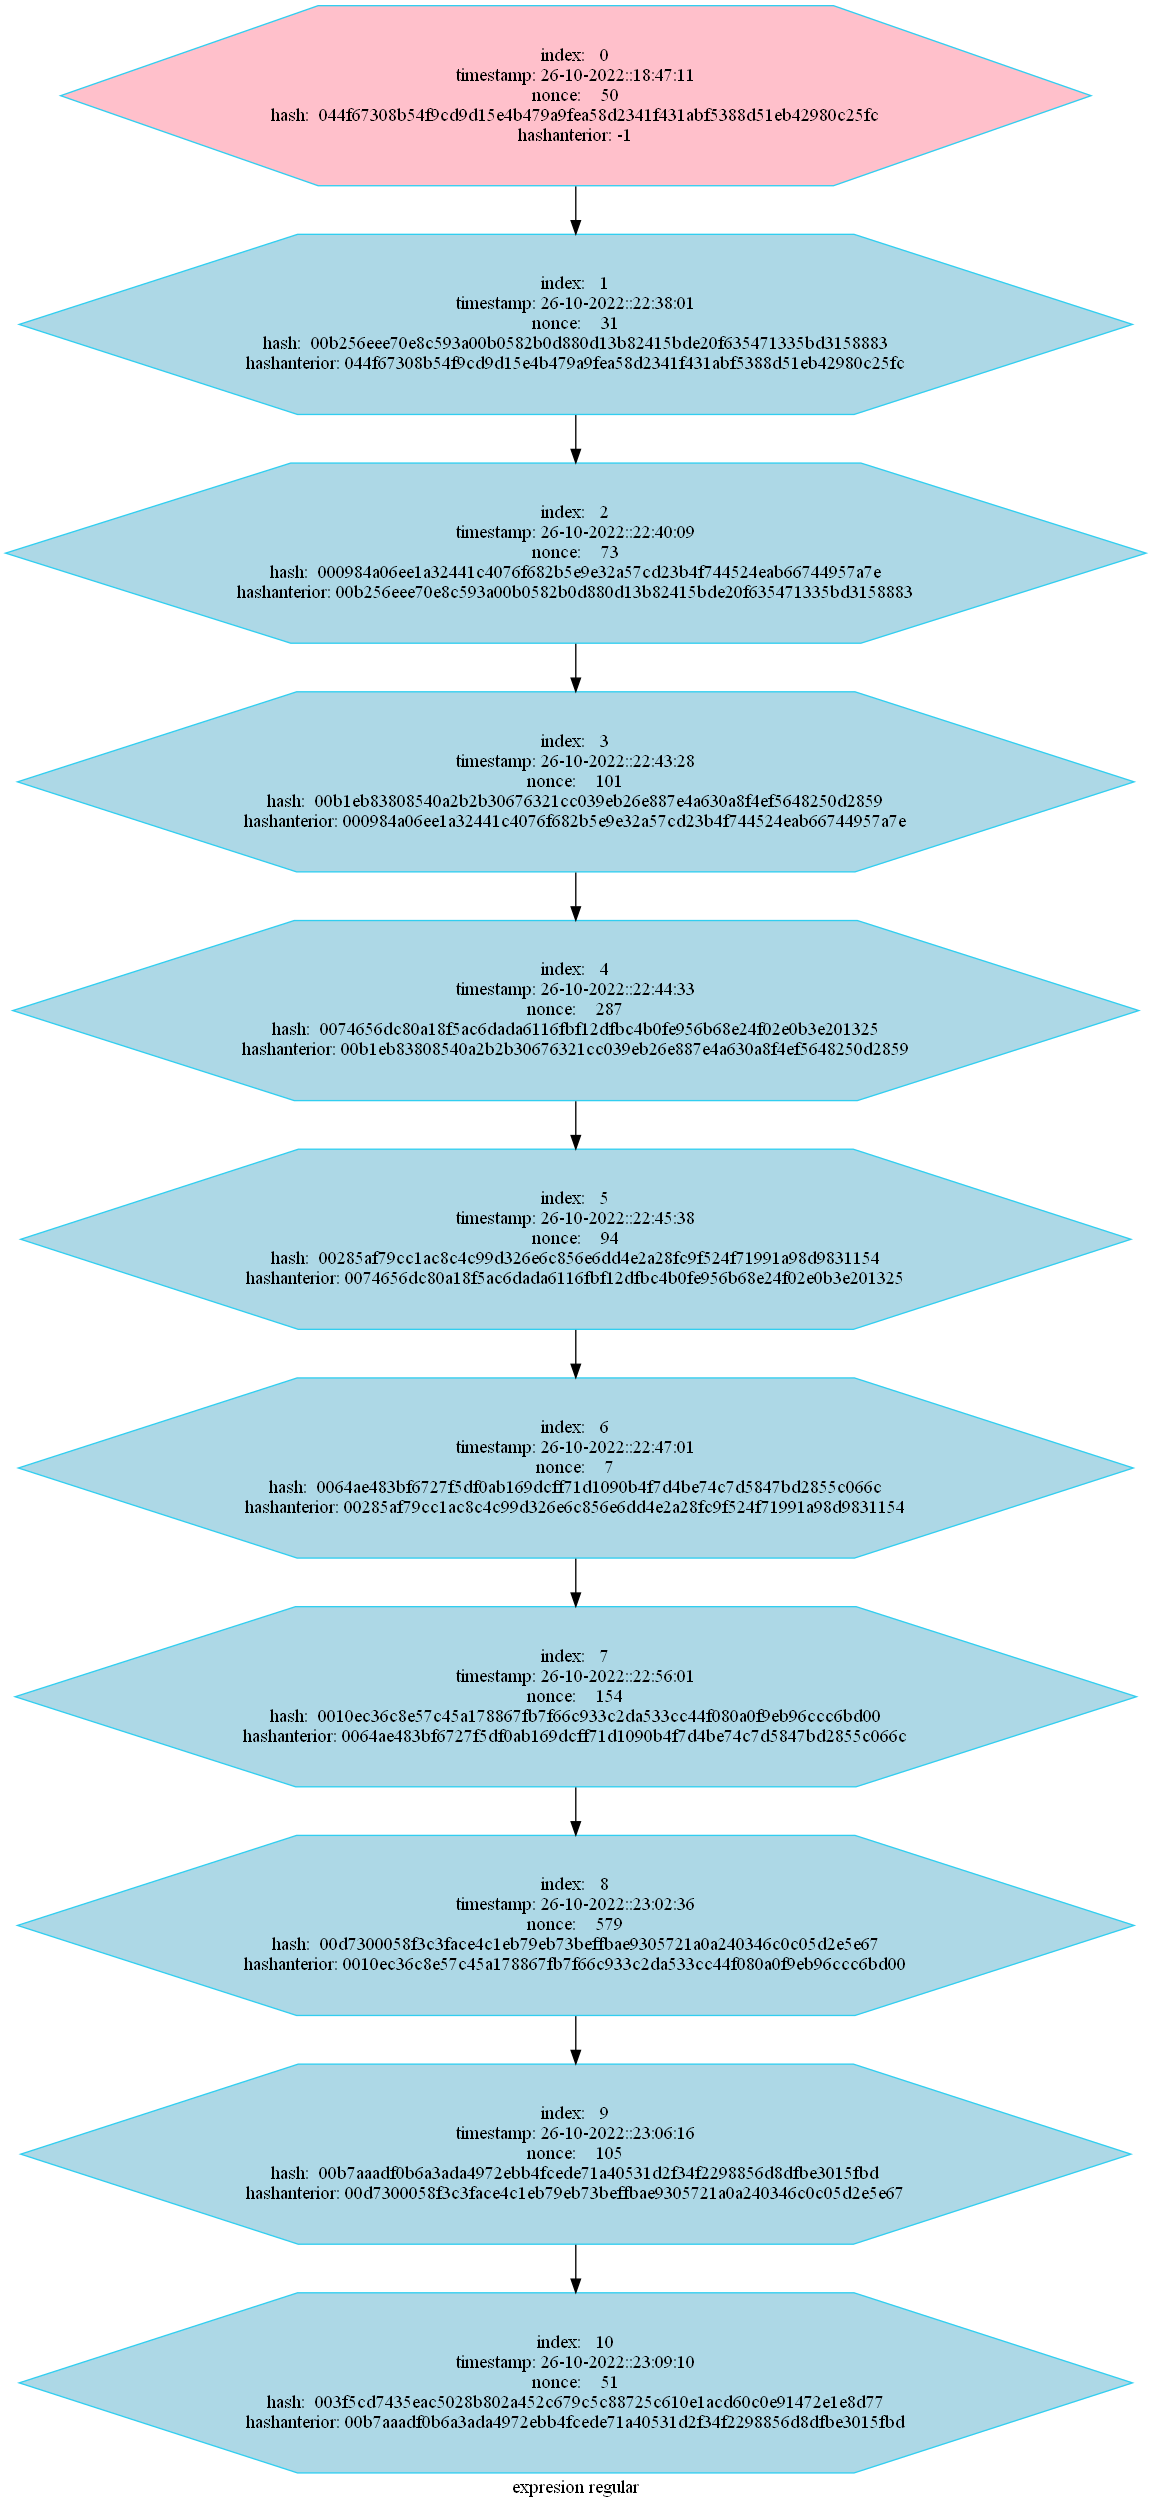 index: 0
timestamp: 26-10-2022::18:47:11
nonce: 50
hash: 044f67308b54f9cd9d15e4b479a9fea58d2341f431abf5388d51eb42980c25fc
hashanterior: -1
index: 1
timestamp: 26-10-2022::22:38:01
nonce: 31
hash: 00b256eee70e8c593a00b0582b0d880d13b82415bde20f635471335bd3158883
hashanterior: 044f67308b54f9cd9d15e4b479a9fea58d2341f431abf5388d51eb42980c25fc
index: 2
timestamp: 26-10-2022::22:40:09
nonce: 73
hash: 000984a06ee1a32441c4076f682b5e9e32a57cd23b4f744524eab66744957a7e
hashanterior: 00b256eee70e8c593a00b0582b0d880d13b82415bde20f635471335bd3158883
index: 3
timestamp: 26-10-2022::22:43:28
nonce: 101
hash: 00b1eb83808540a2b2b30676321cc039eb26e887e4a630a8f4ef5648250d2859
hashanterior: 000984a06ee1a32441c4076f682b5e9e32a57cd23b4f744524eab66744957a7e
index: 4
timestamp: 26-10-2022::22:44:33
nonce: 287
hash: 0074656dc80a18f5ac6dada6116fbf12dfbc4b0fe956b68e24f02e0b3e201325
hashanterior: 00b1eb83808540a2b2b30676321cc039eb26e887e4a630a8f4ef5648250d2859
index: 5
timestamp: 26-10-2022::22:45:38
nonce: 94
hash: 00285af79cc1ac8c4c99d326e6c856e6dd4e2a28fc9f524f71991a98d9831154
hashanterior: 0074656dc80a18f5ac6dada6116fbf12dfbc4b0fe956b68e24f02e0b3e201325
index: 6
timestamp: 26-10-2022::22:47:01
nonce: 7
hash: 0064ae483bf6727f5df0ab169dcff71d1090b4f7d4be74c7d5847bd2855c066c
hashanterior: 00285af79cc1ac8c4c99d326e6c856e6dd4e2a28fc9f524f71991a98d9831154
index: 7
timestamp: 26-10-2022::22:56:01
nonce: 154
hash: 0010ec36c8e57c45a178867fb7f66c933c2da533cc44f080a0f9eb96ccc6bd00
hashanterior: 0064ae483bf6727f5df0ab169dcff71d1090b4f7d4be74c7d5847bd2855c066c
index: 8
timestamp: 26-10-2022::23:02:36
nonce: 579
hash: 00d7300058f3c3face4c1eb79eb73beffbae9305721a0a240346c0c05d2e5e67
hashanterior: 0010ec36c8e57c45a178867fb7f66c933c2da533cc44f080a0f9eb96ccc6bd00
index: 9
timestamp: 26-10-2022::23:06:16
nonce: 105
hash: 00b7aaadf0b6a3ada4972ebb4fcede71a40531d2f34f2298856d8dfbe3015fbd
hashanterior: 00d7300058f3c3face4c1eb79eb73beffbae9305721a0a240346c0c05d2e5e67
index: 10
timestamp: 26-10-2022::23:09:10
nonce: 51
hash: 003f5cd7435eac5028b802a452c679c5c88725c610e1acd60c0e91472e1e8d77
hashanterior: 00b7aaadf0b6a3ada4972ebb4fcede71a40531d2f34f2298856d8dfbe3015fbd
expresion regular